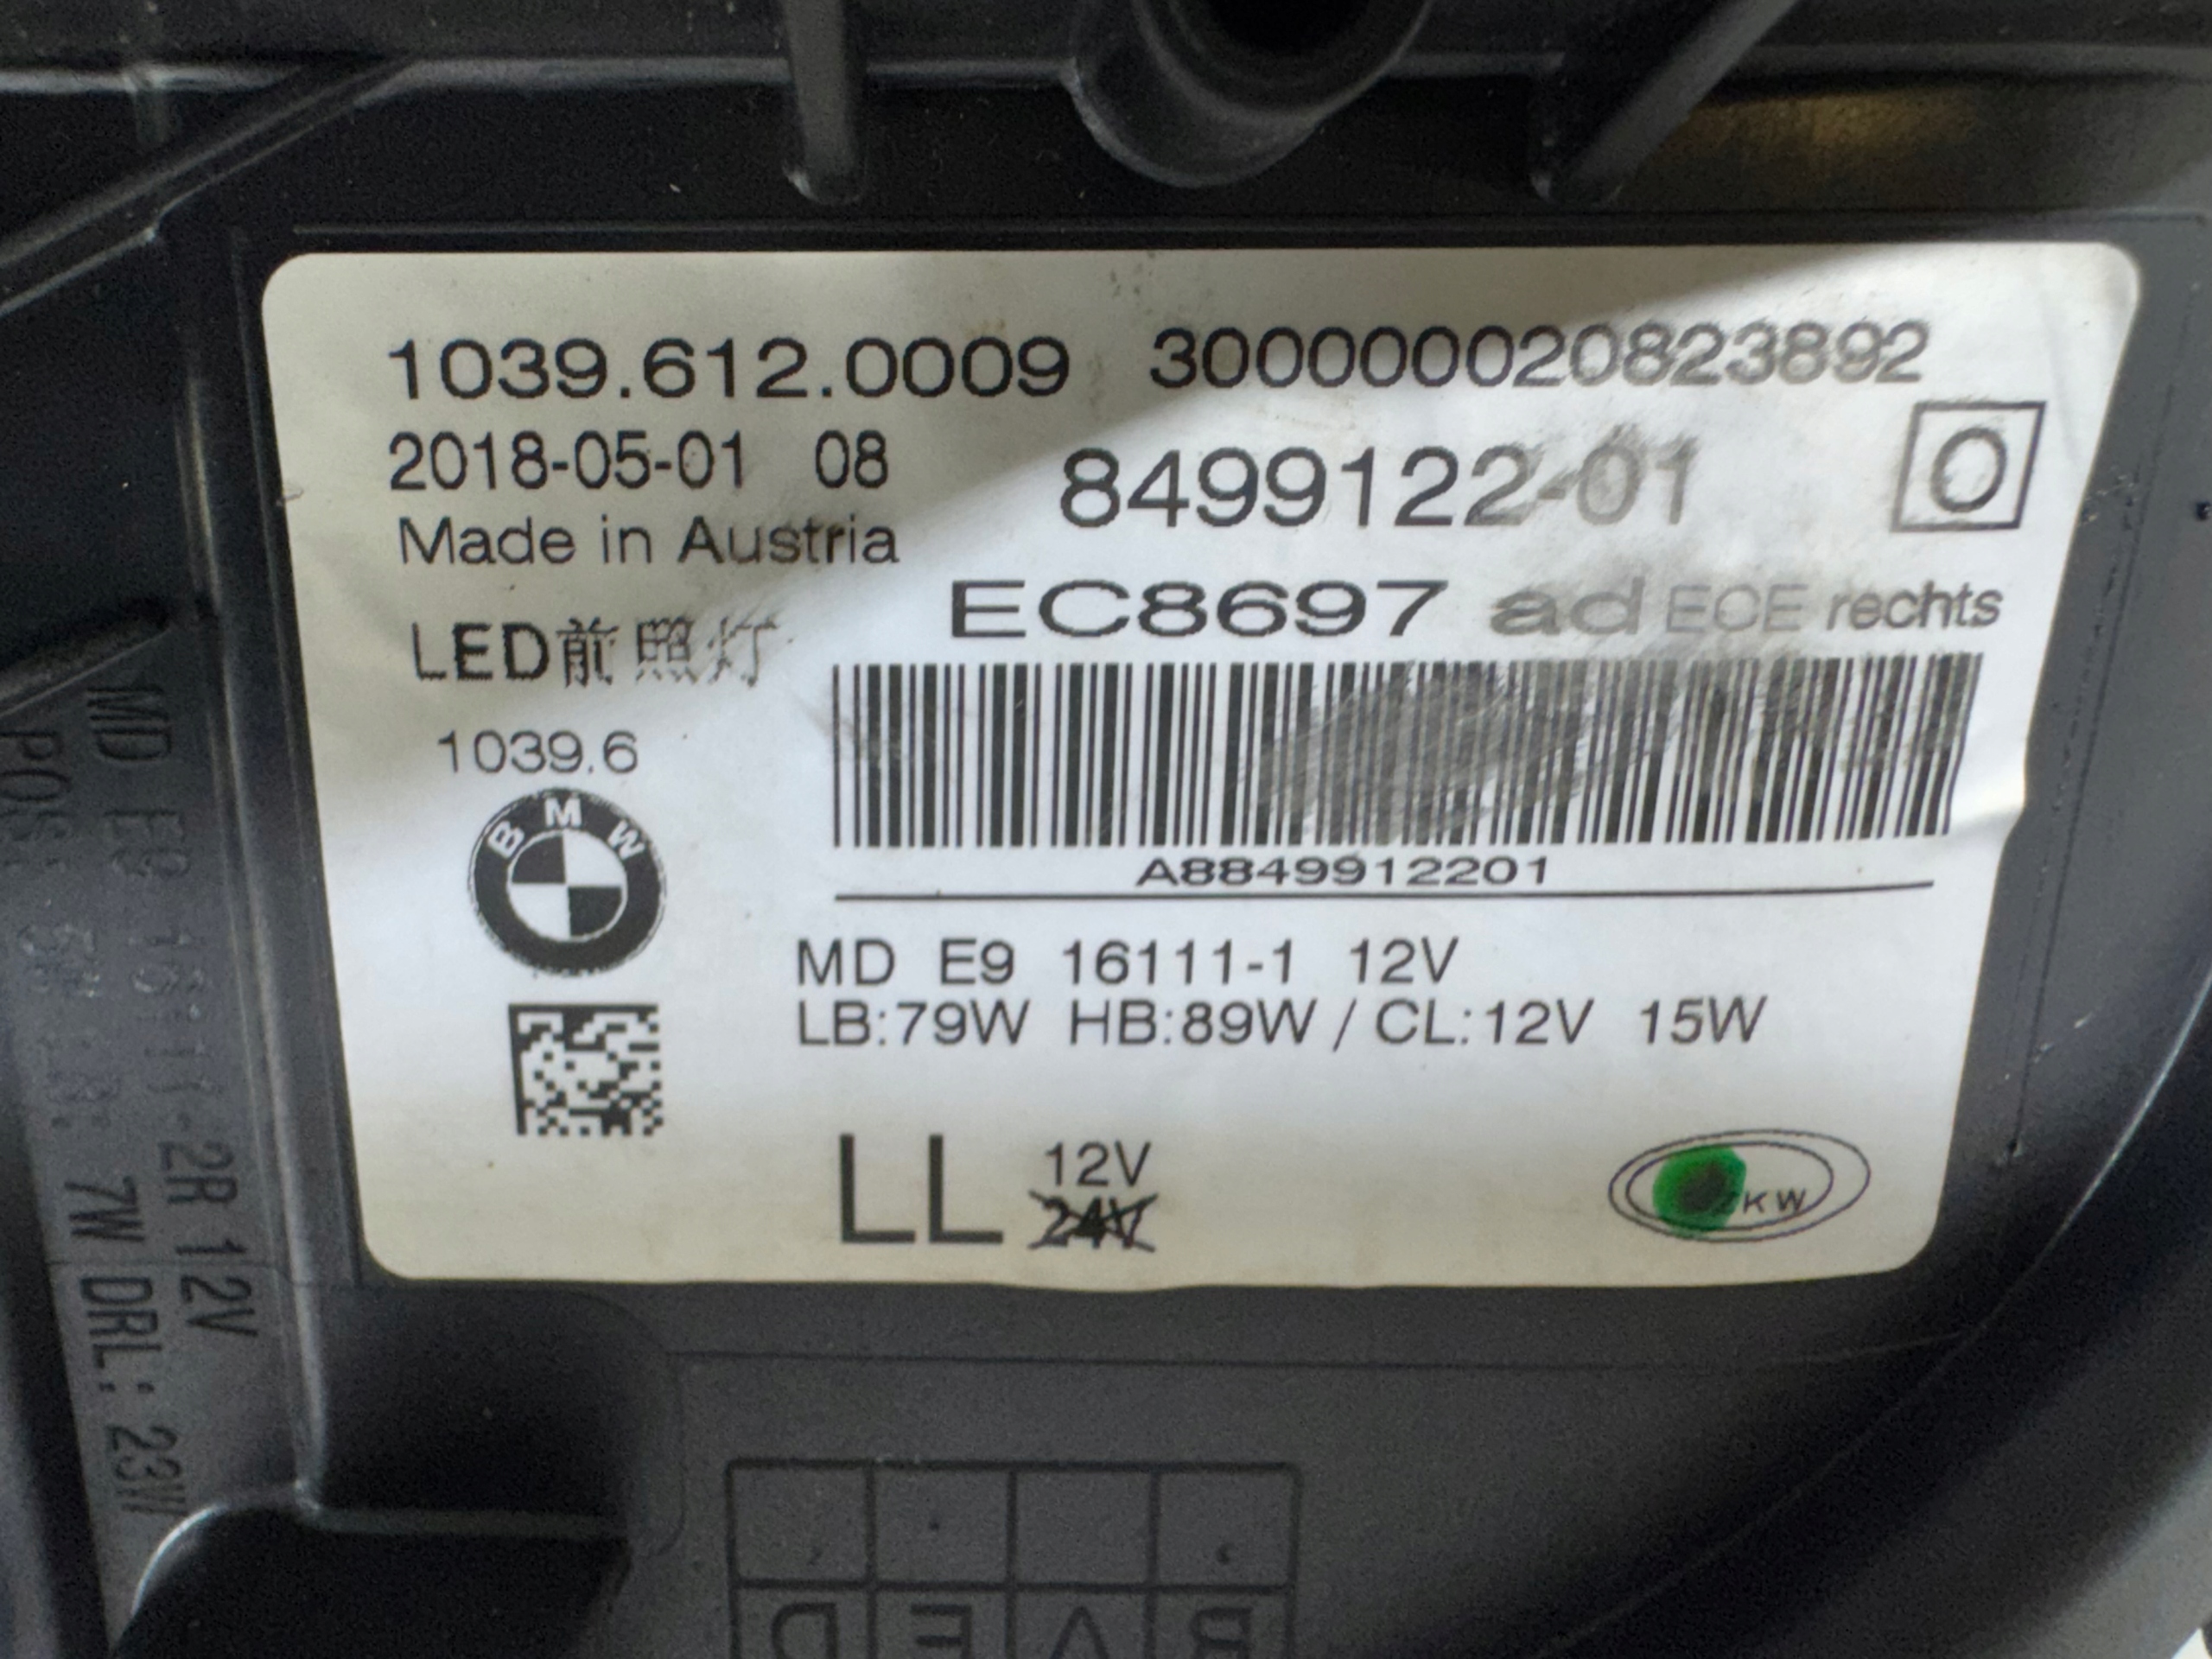 1039.612.0009 300000020823892
2018-05-01 08
8499122-01 O
Made in Austria
EC8697 ad ECE rechts
LED前照灯
1039.6
BMW
A8849912201
MD E9 16111-1 12V
LB:79W HB:89W / CL:12V 15W
LL 12V
24V
ZKW
MD E9 16111-2R 12V
7W DRL: 23W